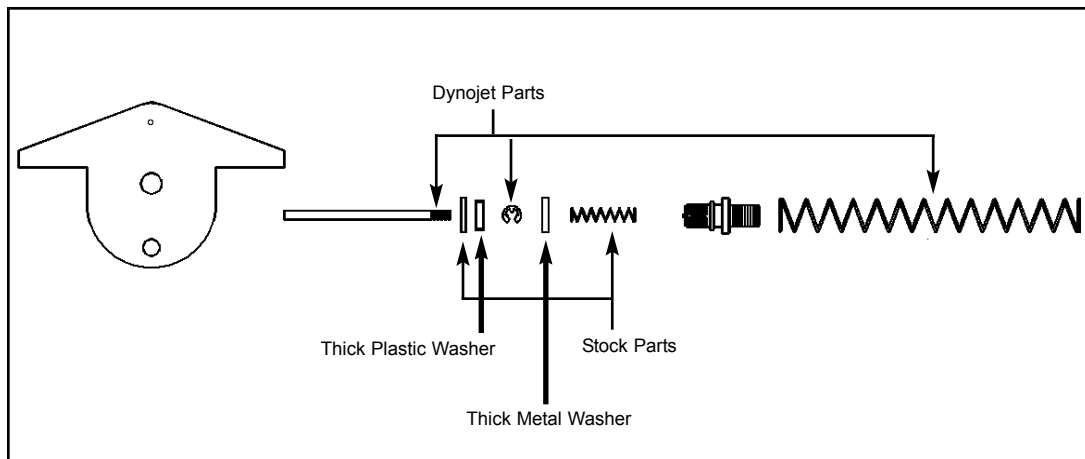 Dynojet Parts
Thick Plastic Washer
Stock Parts
Thick Metal Washer